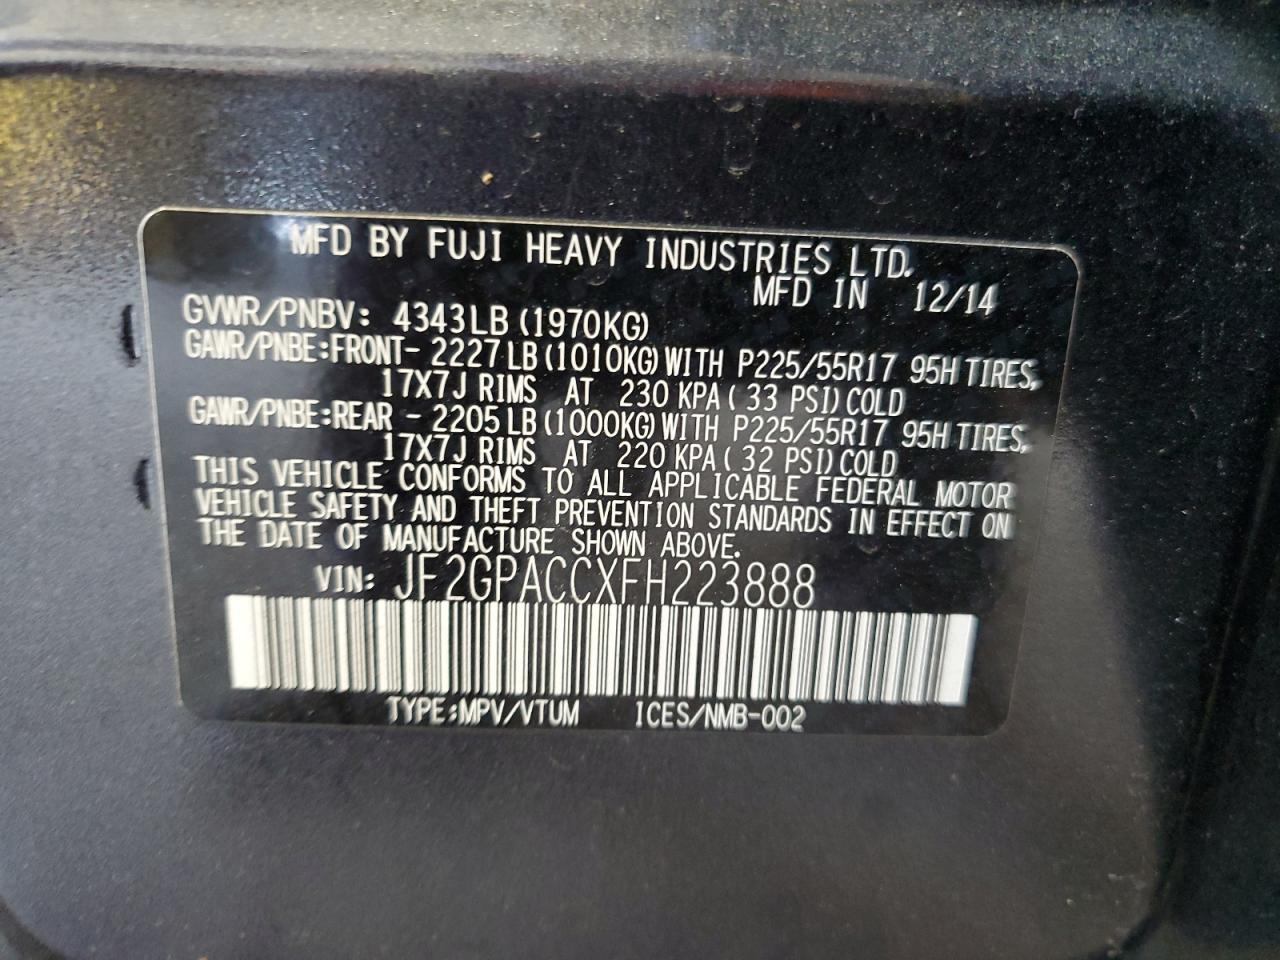 MFD BY FUJI HEAVY INDUSTRIES LTD.
MFD IN 12/14
GVWR/PNBV: 4343LB (1970KG)
GAWR/PNBE:FRONT- 2227LB (1010KG) WITH P225/55R17 95H TIRES,
17X7J RIMS AT 230 KPA ( 33 PSI) COLD
GAWR/PNBE:REAR - 2205LB (1000KG) WITH P225/55R17 95H TIRES,
17X7J RIMS AT 220 KPA ( 32 PSI) COLD
THIS VEHICLE CONFORMS TO ALL APPLICABLE FEDERAL MOTOR
VEHICLE SAFETY AND THEFT PREVENTION STANDARDS IN EFFECT ON
THE DATE OF MANUFACTURE SHOWN ABOVE.
VIN: JF2GPACCXFH223888
TYPE:MPV/VTUM ICES/NMB-002